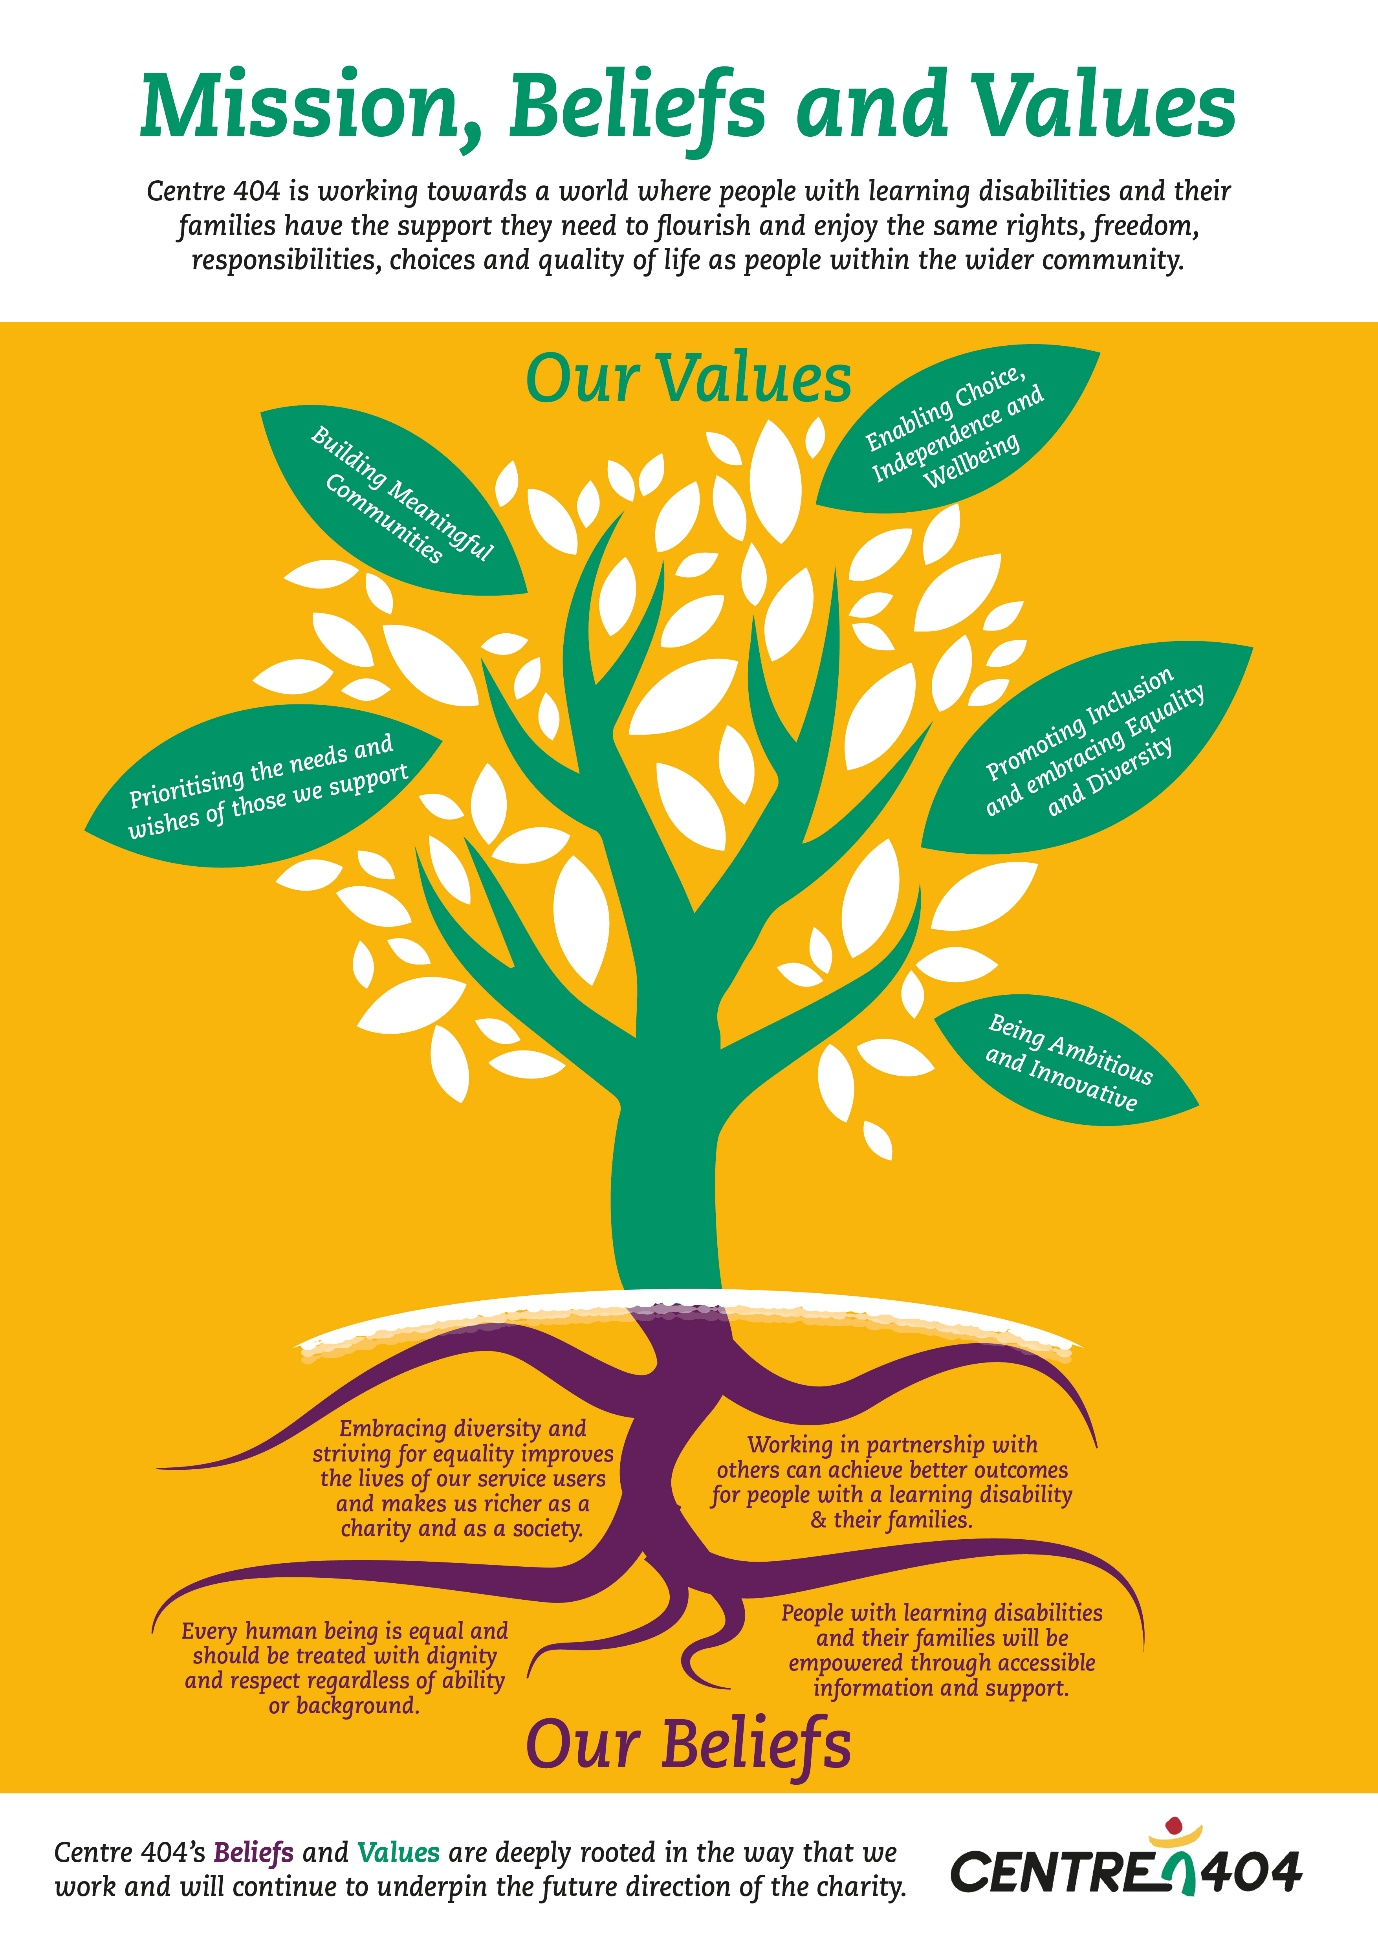 Mission, Beliefs and Values
Centre 404 is working towards a world where people with learning disabilities and their
families have the support they need to flourish and enjoy the same rights, freedom,
responsibilities, choices and quality of life as people within the wider community.
Our Values
Building Meaningful
Communities
Enabling Choice,
Independence and
Wellbeing
Prioritising the needs and
wishes of those we support
Promoting Inclusion
and embracing Equality
and Diversity
Being Ambitious
and Innovative
Embracing diversity and
striving for equality improves
the lives of our service users
and makes us richer as a
charity and as a society.
Working in partnership with
others can achieve better outcomes
for people with a learning disability
& their families.
Every human being is equal and
should be treated with dignity
and respect regardless of ability
or background.
People with learning disabilities
and their families will be
empowered through accessible
information and support.
Our Beliefs
Centre 404's Beliefs and Values are deeply rooted in the way that we
work and will continue to underpin the future direction of the charity.
CENTRE 404